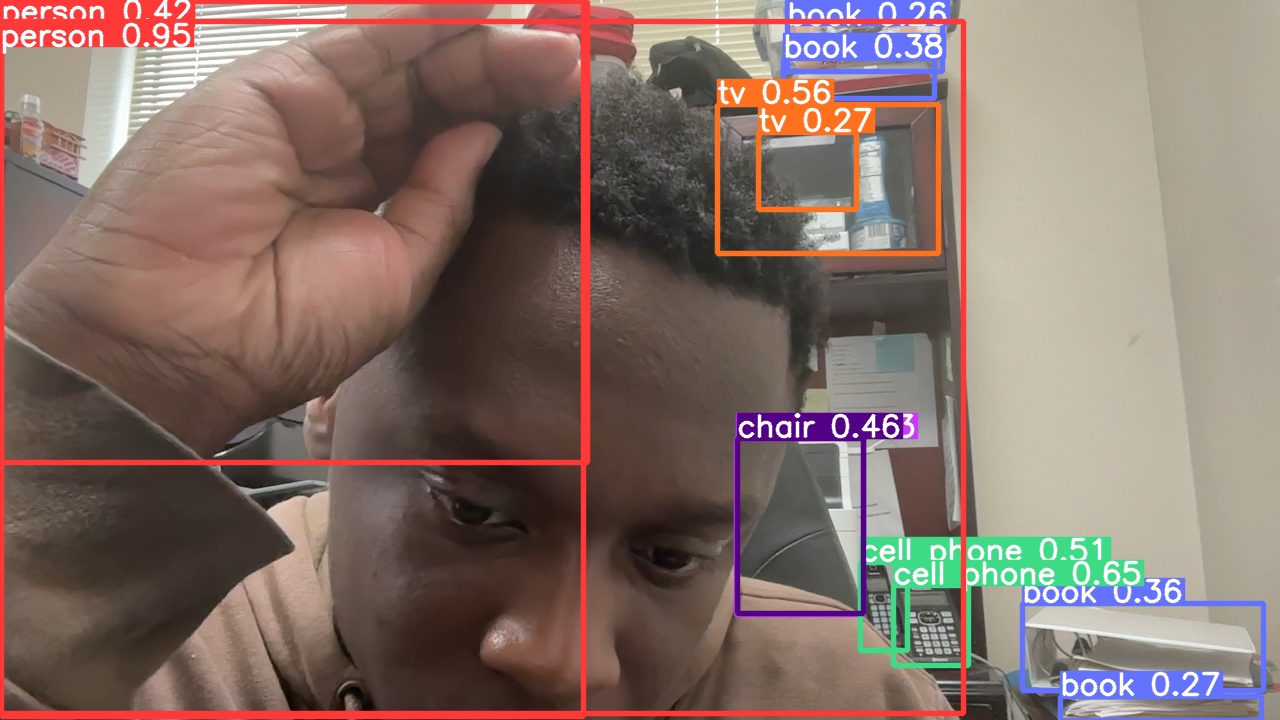 person 0.42
person 0.95
book 0.26
book 0.38
tv 0.56
tv 0.27
chair 0.463
cell phone 0.51
cell phone 0.65
book 0.36
book 0.27